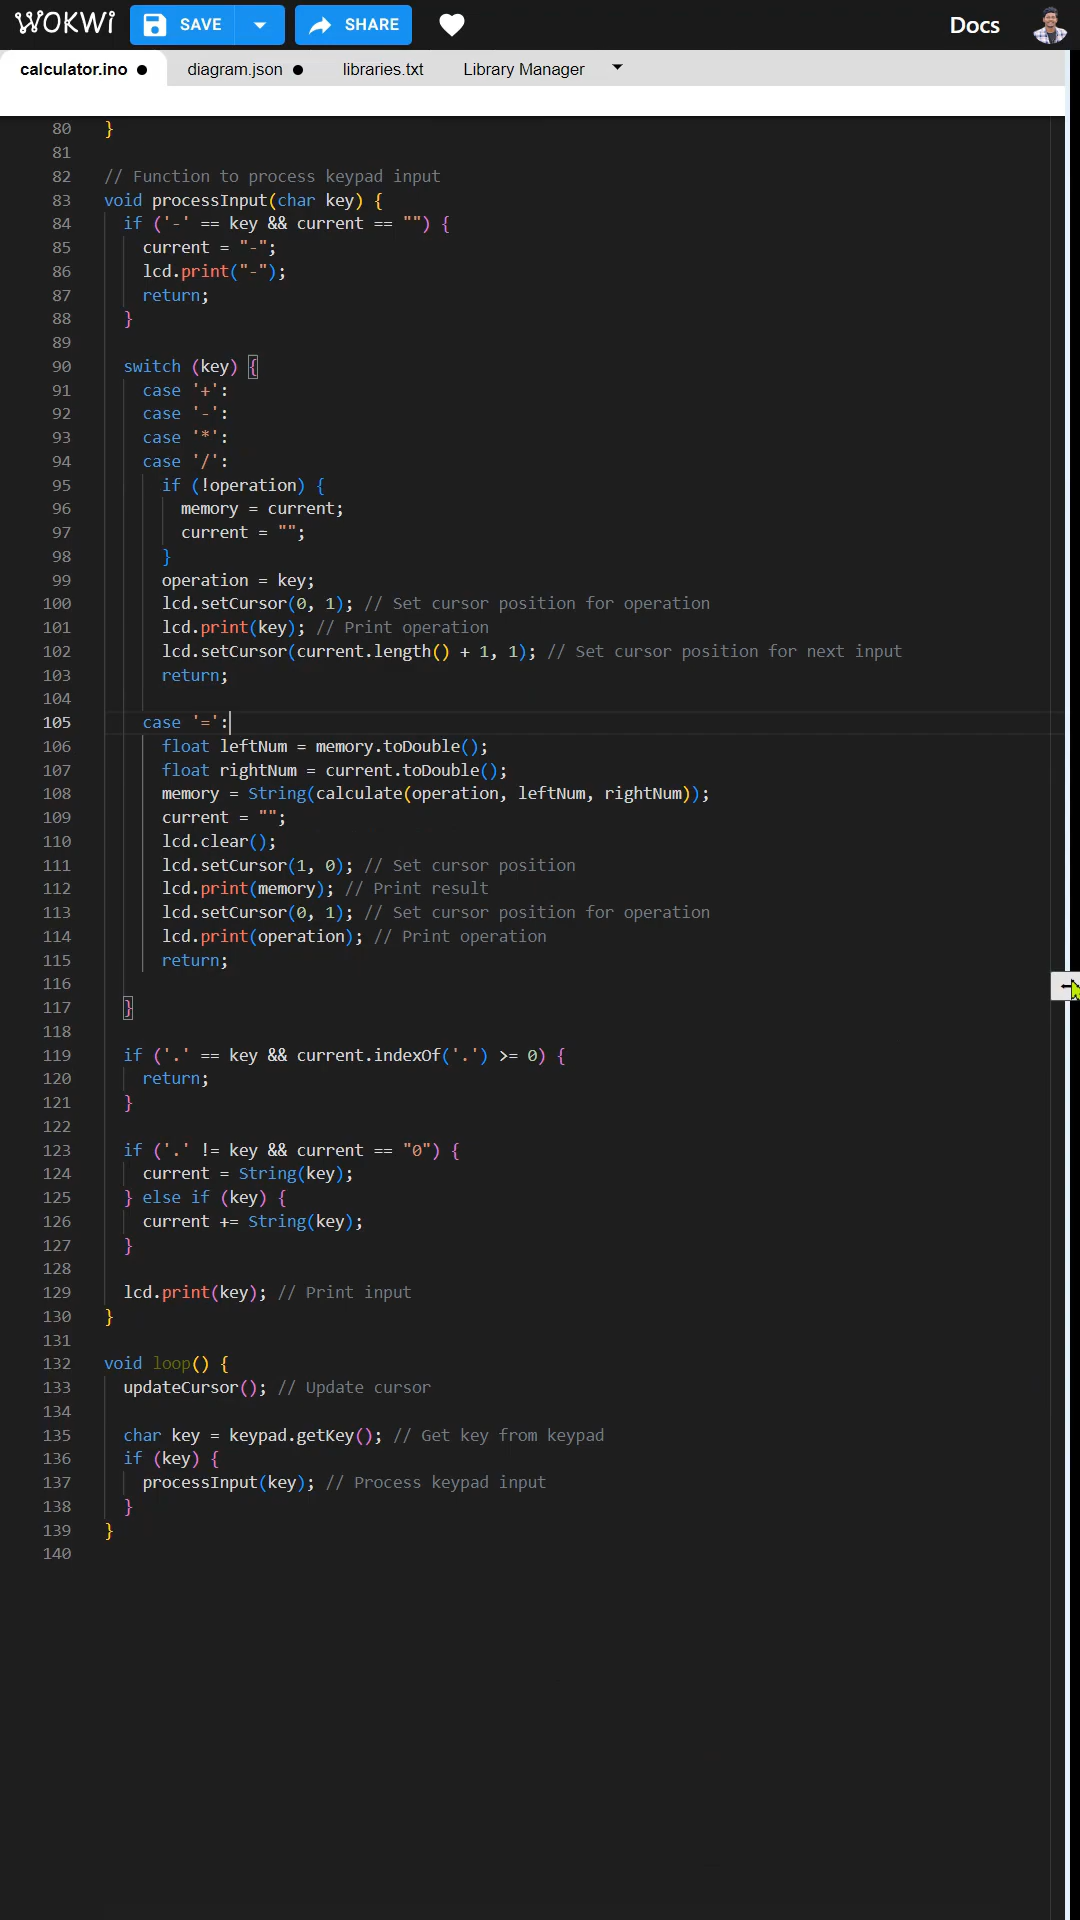 WOKWI SAVE SHARE Docs
calculator.ino ● diagram.json ● libraries.txt Library Manager
80 }
81
82 // Function to process keypad input
83 void processInput(char key) {
84 if ('-' == key && current == "") {
85 current = "-";
86 lcd.print("-");
87 return;
88 }
89
90 switch (key) {
91 case '+':
92 case '-':
93 case '*':
94 case '/':
95 if (!operation) {
96 memory = current;
97 current = "";
98 }
99 operation = key;
100 lcd.setCursor(0, 1); // Set cursor position for operation
101 lcd.print(key); // Print operation
102 lcd.setCursor(current.length() + 1, 1); // Set cursor position for next input
103 return;
104
105 case '=':
106 float leftNum = memory.toDouble();
107 float rightNum = current.toDouble();
108 memory = String(calculate(operation, leftNum, rightNum));
109 current = "";
110 lcd.clear();
111 lcd.setCursor(1, 0); // Set cursor position
112 lcd.print(memory); // Print result
113 lcd.setCursor(0, 1); // Set cursor position for operation
114 lcd.print(operation); // Print operation
115 return;
116
117 }
118
119 if ('.' == key && current.indexOf('.') >= 0) {
120 return;
121 }
122
123 if ('.' != key && current == "0") {
124 current = String(key);
125 } else if (key) {
126 current += String(key);
127 }
128
129 lcd.print(key); // Print input
130 }
131
132 void loop() {
133 updateCursor(); // Update cursor
134
135 char key = keypad.getKey(); // Get key from keypad
136 if (key) {
137 processInput(key); // Process keypad input
138 }
139 }
140